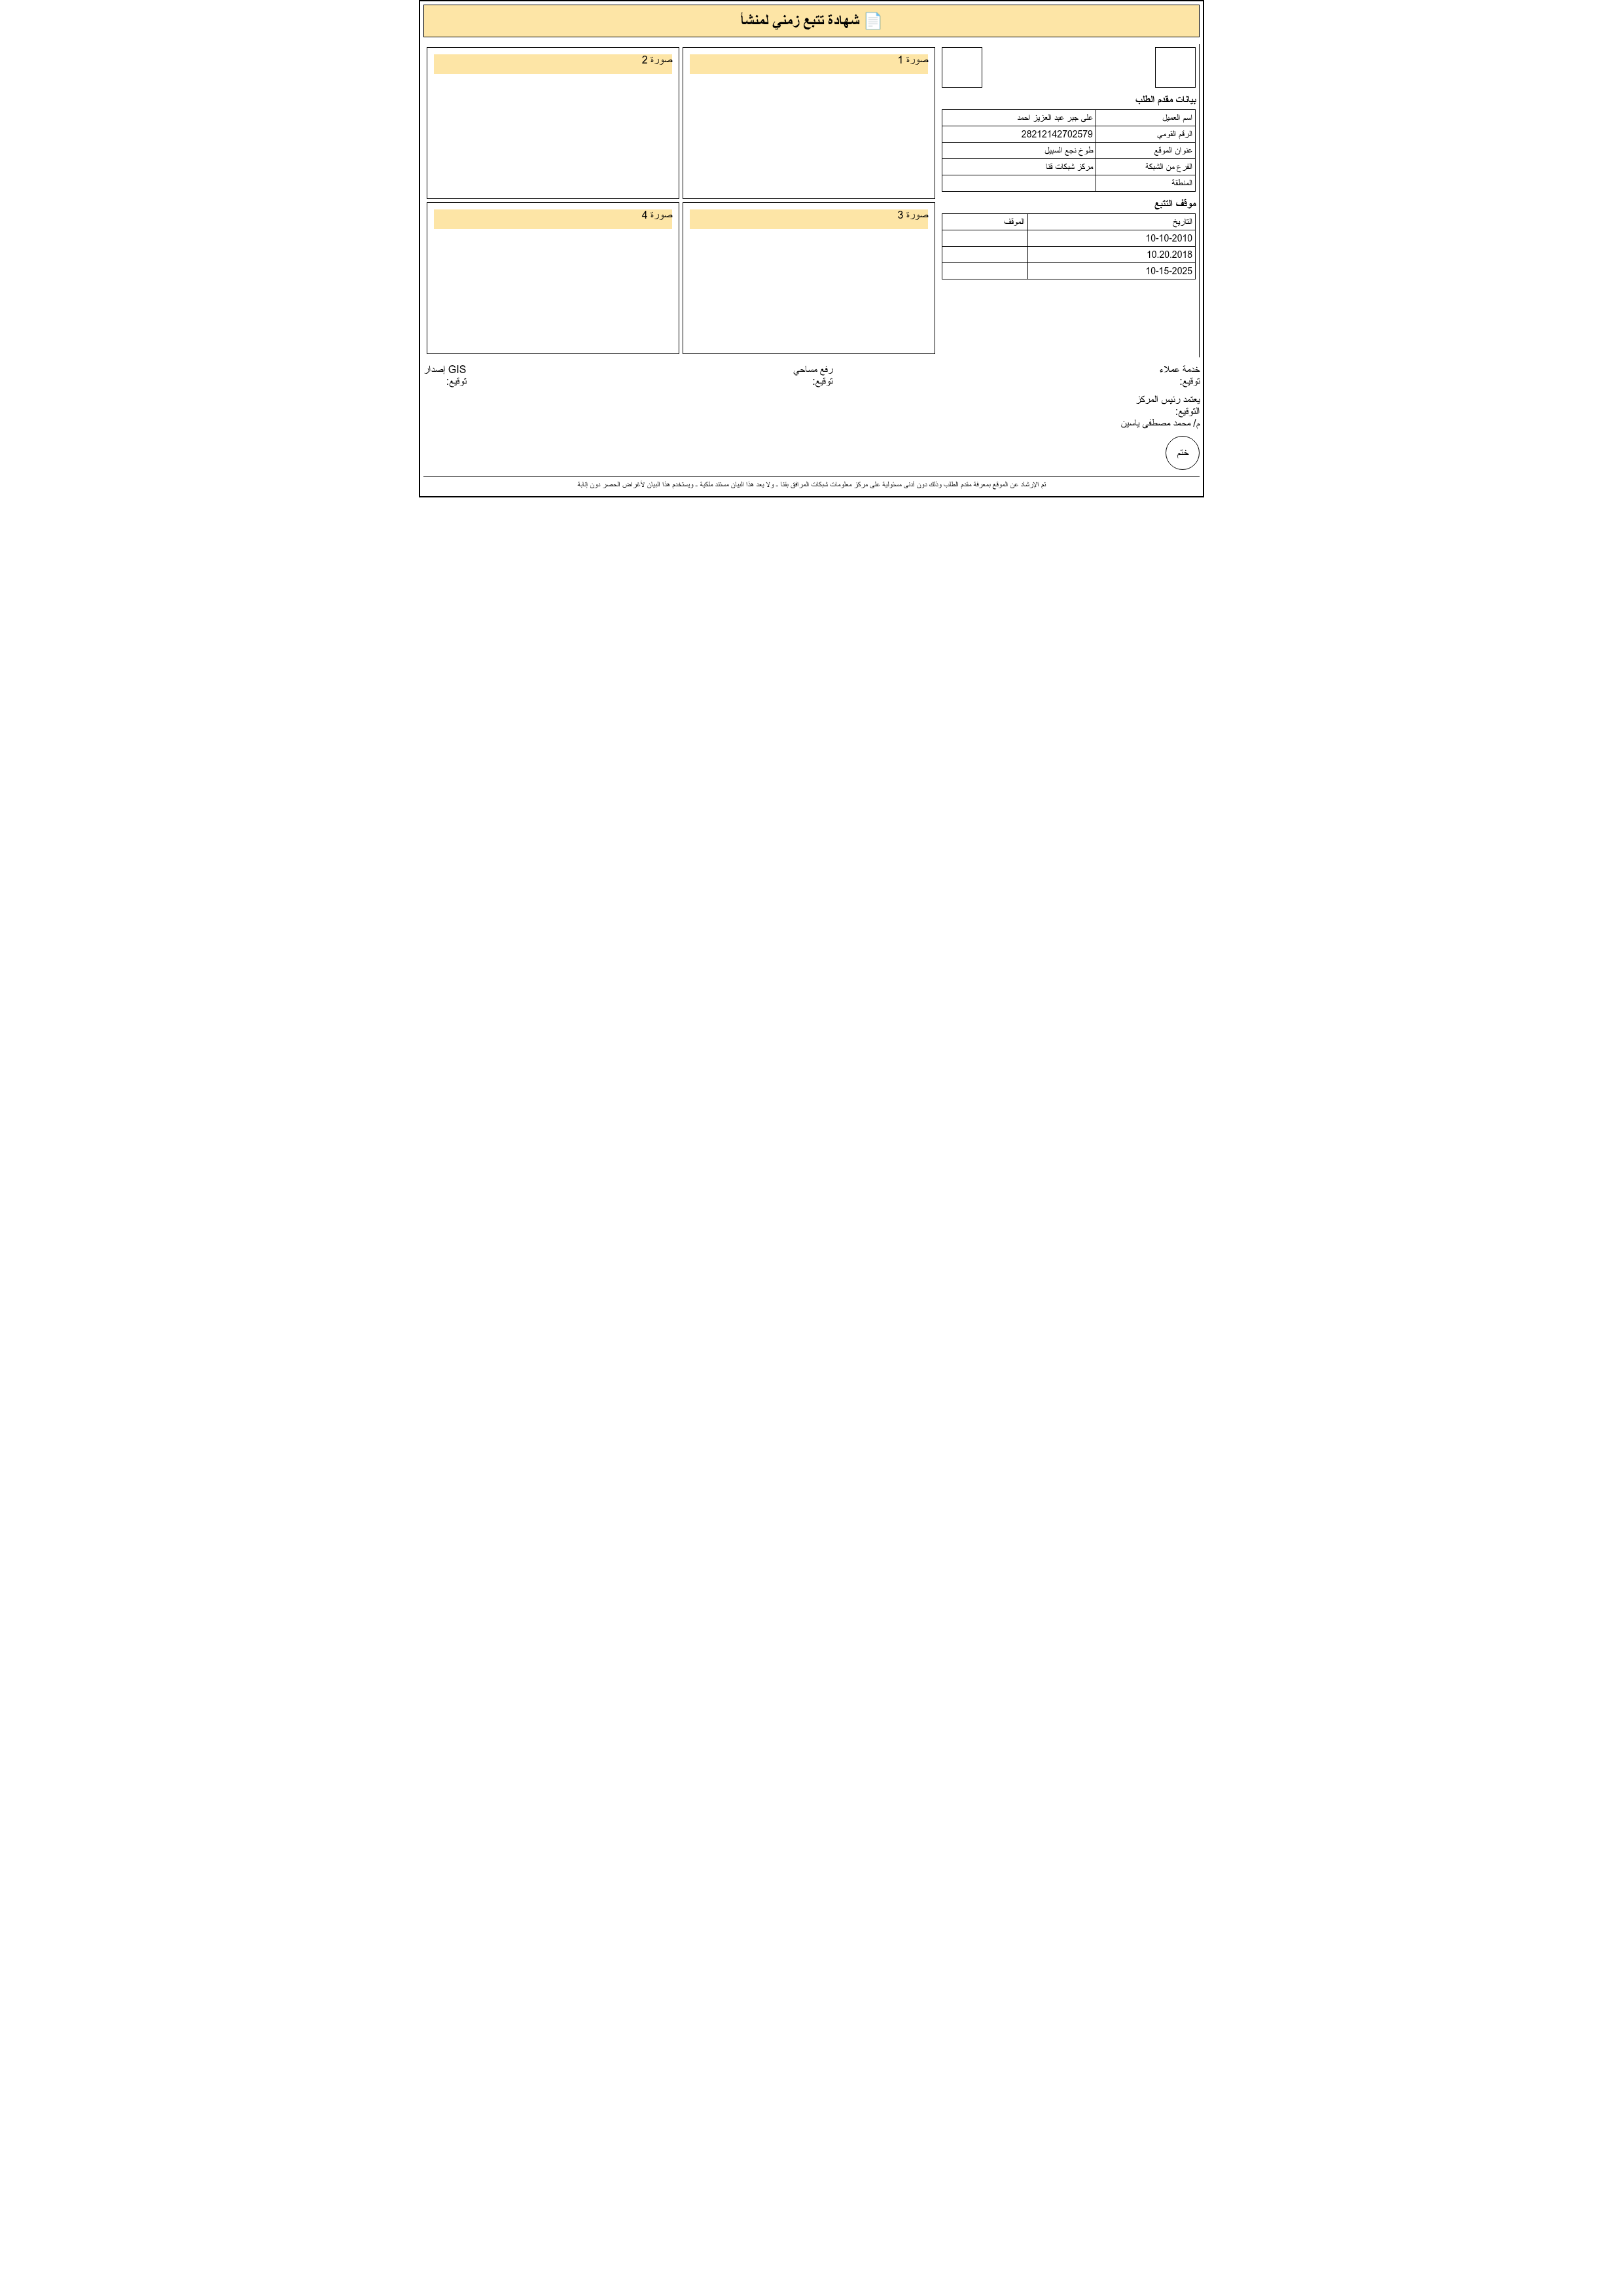 📄 شهادة تتبع زمني لمنشأ
بيانات مقدم الطلب
اسم العميل على جبر عبد العزيز احمد
الرقم القومي 28212142702579
عنوان الموقع طوخ نجع السبيل
الفرع من الشبكة مركز شبكات قنا
المنطقة
موقف التتبع
التاريخ الموقف
10-10-2010
10.20.2018
10-15-2025
صورة 1
صورة 2
صورة 3
صورة 4
خدمة عملاء
توقيع:
رفع مساحي
توقيع:
GIS إصدار
توقيع:
يعتمد رئيس المركز
التوقيع:
م/ محمد مصطفى ياسين
ختم
تم الإرشاد عن الموقع بمعرفة مقدم الطلب وذلك دون ادنى مسئولية على مركز معلومات شبكات المرافق بقنا ـ ولا يعد هذا البيان مستند ملكية ـ ويستخدم هذا البيان لأغراض الحصر دون إنابة